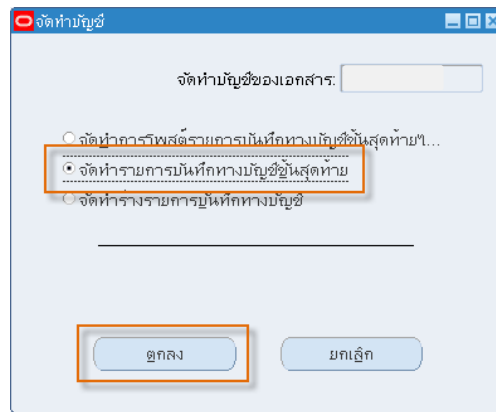 จัดทำบัญชี
จัดทำบัญชีของเอกสาร:
จัดทำการโพสต์รายการบันทึกทางบัญชีขั้นสุดท้ายใ...
จัดทำรายการบันทึกทางบัญชีขั้นสุดท้าย
จัดทำร่างรายการบันทึกทางบัญชี
ตกลง
ยกเลิก